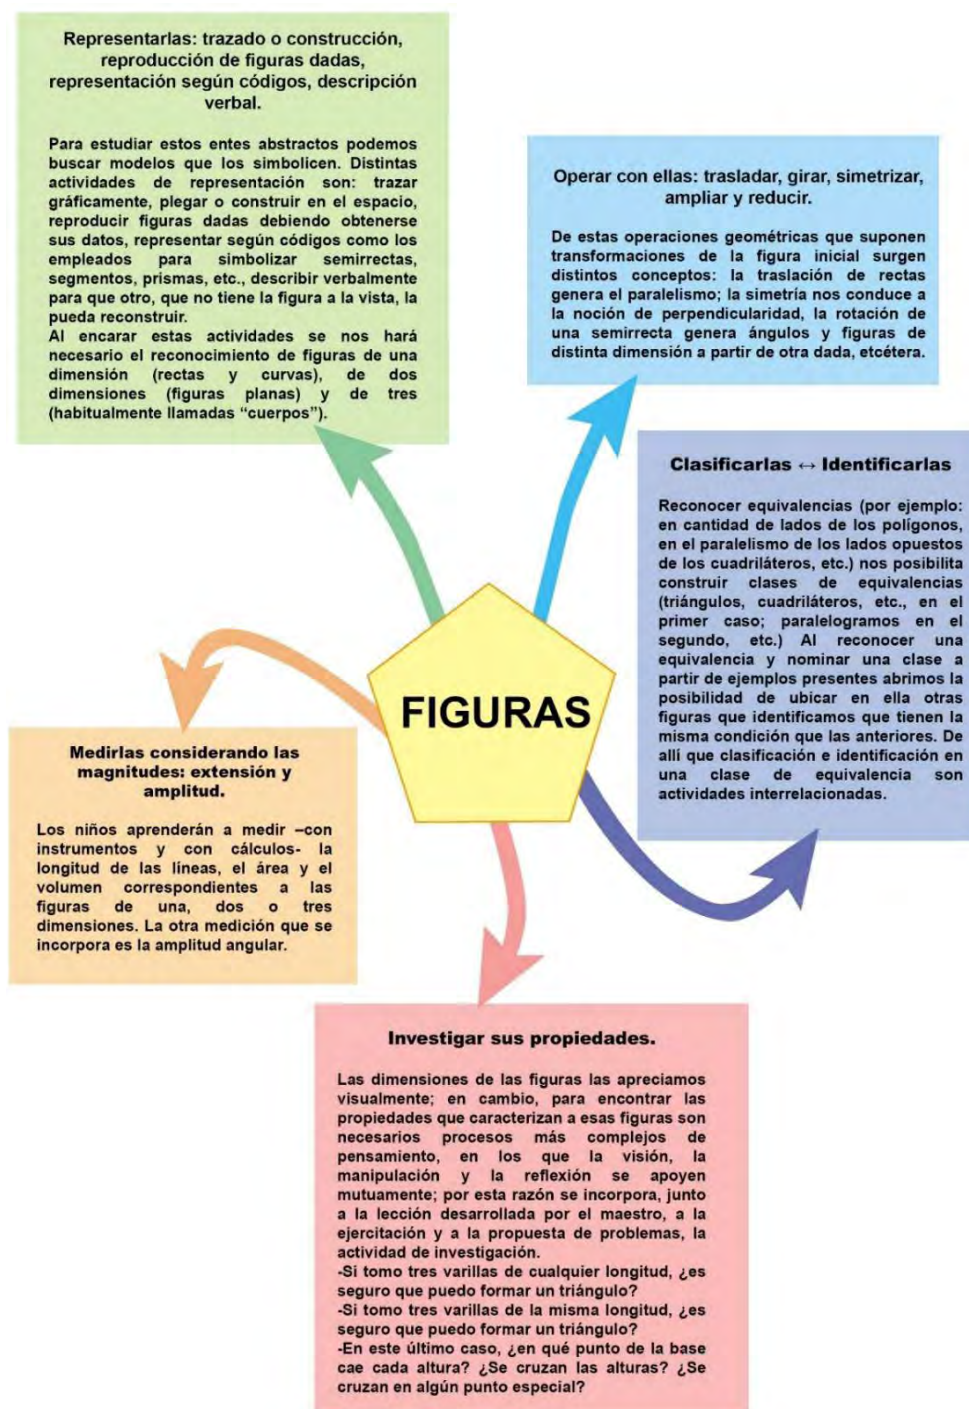 Representarlas: trazado o construcción,
reproducción de figuras dadas,
representación según códigos, descripción
verbal.
Para estudiar estos entes abstractos podemos
buscar modelos que los simbolicen. Distintas
actividades de representación son: trazar
gráficamente, plegar o construir en el espacio,
reproducir figuras dadas debiendo obtenerse
sus datos, representar según códigos como los
empleados para simbolizar semirrectas,
segmentos, prismas, etc., describir verbalmente
para que otro, que no tiene la figura a la vista, la
pueda reconstruir.
Al encarar estas actividades se nos hará
necesario el reconocimiento de figuras de una
dimensión (rectas y curvas), de dos
dimensiones (figuras planas) y de tres
(habitualmente llamadas “cuerpos”).
Operar con ellas: trasladar, girar, simetrizar,
ampliar y reducir.
De estas operaciones geométricas que suponen
transformaciones de la figura inicial surgen
distintos conceptos: la traslación de rectas
genera el paralelismo; la simetría nos conduce a
la noción de perpendicularidad, la rotación de
una semirrecta genera ángulos y figuras de
distinta dimensión a partir de otra dada, etcétera.
Clasificarlas ↔ Identificarlas
Reconocer equivalencias (por ejemplo:
en cantidad de lados de los polígonos,
en el paralelismo de los lados opuestos
de los cuadriláteros, etc.) nos posibilita
construir clases de equivalencias
(triángulos, cuadriláteros, etc., en el
primer caso; paralelogramos en el
segundo, etc.) Al reconocer una
equivalencia y nominar una clase a
partir de ejemplos presentes abrimos la
posibilidad de ubicar en ella otras
figuras que identificamos que tienen la
misma condición que las anteriores. De
allí que clasificación e identificación en
una clase de equivalencia son
actividades interrelacionadas.
FIGURAS
Medirlas considerando las
magnitudes: extensión y
amplitud.
Los niños aprenderán a medir –con
instrumentos y con cálculos- la
longitud de las líneas, el área y el
volumen correspondientes a las
figuras de una, dos o tres
dimensiones. La otra medición que se
incorpora es la amplitud angular.
Investigar sus propiedades.
Las dimensiones de las figuras las apreciamos
visualmente; en cambio, para encontrar las
propiedades que caracterizan a esas figuras son
necesarios procesos más complejos de
pensamiento, en los que la visión, la
manipulación y la reflexión se apoyen
mutuamente; por esta razón se incorpora, junto
a la lección desarrollada por el maestro, a la
ejercitación y a la propuesta de problemas, la
actividad de investigación.
-Si tomo tres varillas de cualquier longitud, ¿es
seguro que puedo formar un triángulo?
-Si tomo tres varillas de la misma longitud, ¿es
seguro que puedo formar un triángulo?
-En este último caso, ¿en qué punto de la base
cae cada altura? ¿Se cruzan las alturas? ¿Se
cruzan en algún punto especial?